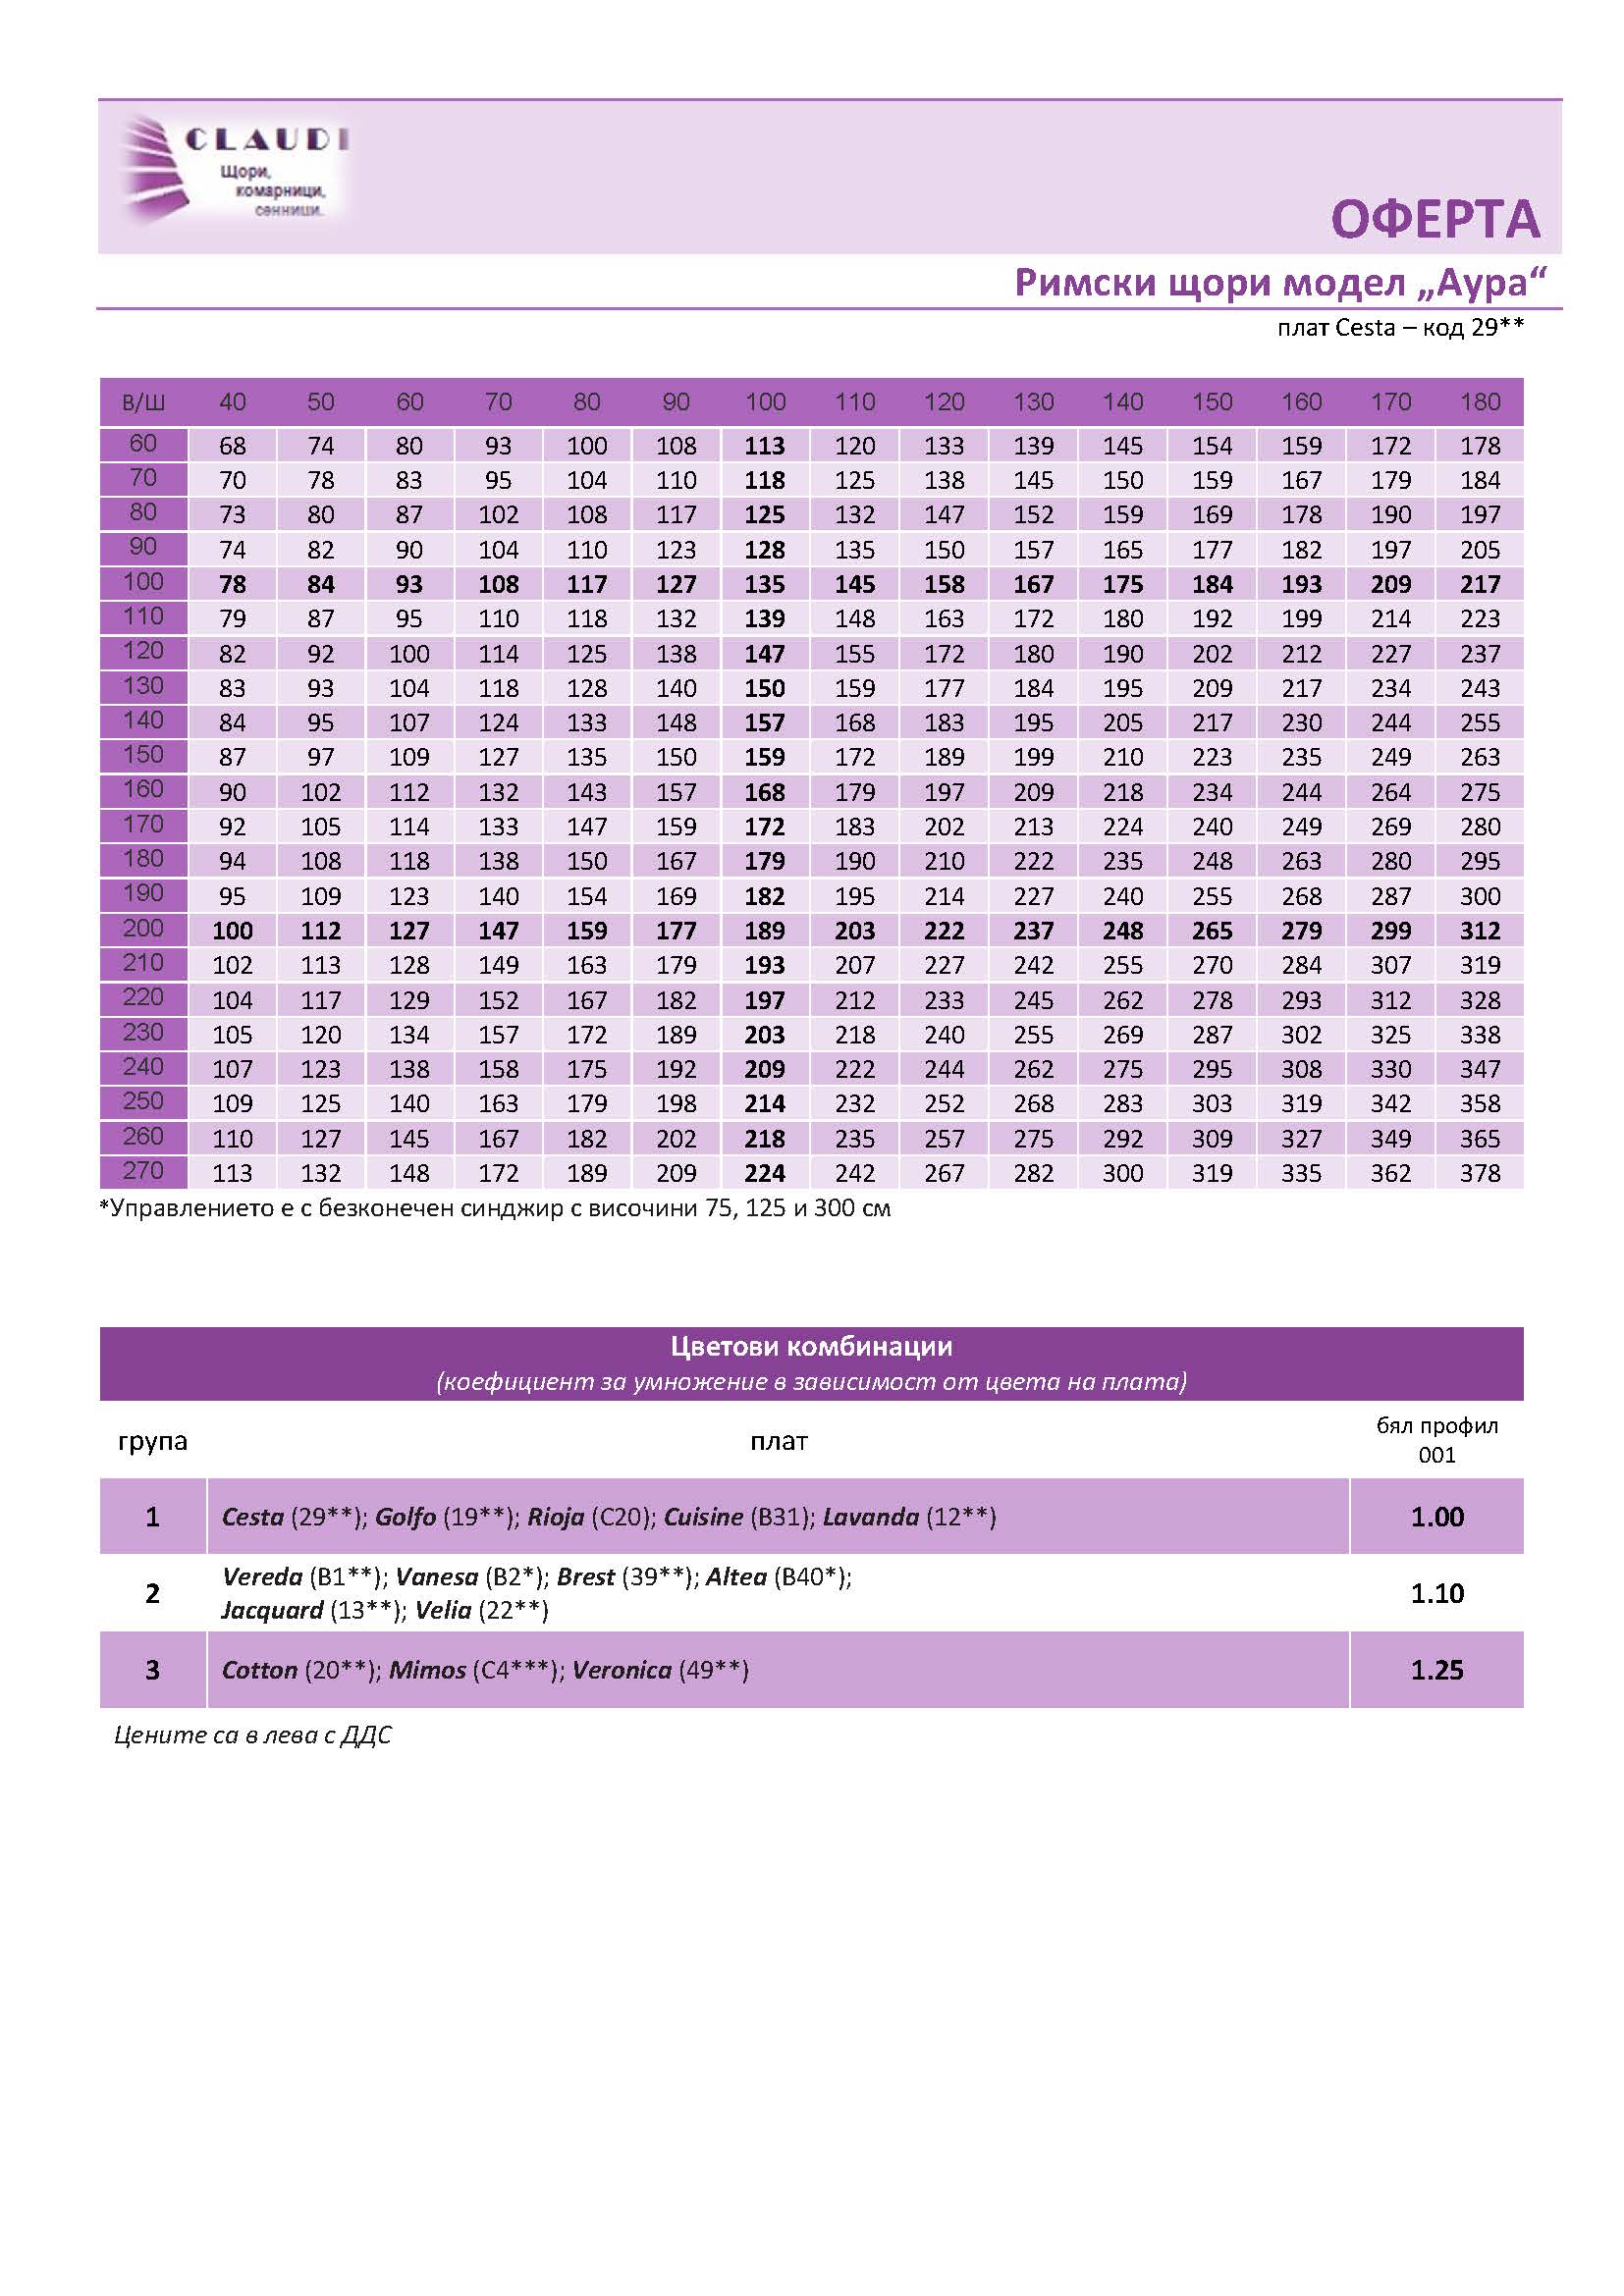 CLAUDI
Щори,
комарници,
сенници.
ОФЕРТА
Римски щори модел „Аура“
плат Cesta – код 29**
В/Ш 40 50 60 70 80 90 100 110 120 130 140 150 160 170 180
60 68 74 80 93 100 108 113 120 133 139 145 154 159 172 178
70 70 78 83 95 104 110 118 125 138 145 150 159 167 179 184
80 73 80 87 102 108 117 125 132 147 152 159 169 178 190 197
90 74 82 90 104 110 123 128 135 150 157 165 177 182 197 205
100 78 84 93 108 117 127 135 145 158 167 175 184 193 209 217
110 79 87 95 110 118 132 139 148 163 172 180 192 199 214 223
120 82 92 100 114 125 138 147 155 172 180 190 202 212 227 237
130 83 93 104 118 128 140 150 159 177 184 195 209 217 234 243
140 84 95 107 124 133 148 157 168 183 195 205 217 230 244 255
150 87 97 109 127 135 150 159 172 189 199 210 223 235 249 263
160 90 102 112 132 143 157 168 179 197 209 218 234 244 264 275
170 92 105 114 133 147 159 172 183 202 213 224 240 249 269 280
180 94 108 118 138 150 167 179 190 210 222 235 248 263 280 295
190 95 109 123 140 154 169 182 195 214 227 240 255 268 287 300
200 100 112 127 147 159 177 189 203 222 237 248 265 279 299 312
210 102 113 128 149 163 179 193 207 227 242 255 270 284 307 319
220 104 117 129 152 167 182 197 212 233 245 262 278 293 312 328
230 105 120 134 157 172 189 203 218 240 255 269 287 302 325 338
240 107 123 138 158 175 192 209 222 244 262 275 295 308 330 347
250 109 125 140 163 179 198 214 232 252 268 283 303 319 342 358
260 110 127 145 167 182 202 218 235 257 275 292 309 327 349 365
270 113 132 148 172 189 209 224 242 267 282 300 319 335 362 378
*Управлението е с безконечен синджир с височини 75, 125 и 300 см
Цветови комбинации
(коефициент за умножение в зависимост от цвета на плата)
група плат бял профил
001
1 Cesta (29**); Golfo (19**); Rioja (C20); Cuisine (B31); Lavanda (12**) 1.00
2 Vereda (B1**); Vanesa (B2*); Brest (39**); Altea (B40*); 1.10
Jacquard (13**); Velia (22**)
3 Cotton (20**); Mimos (C4***); Veronica (49**) 1.25
Цените са в лева с ДДС